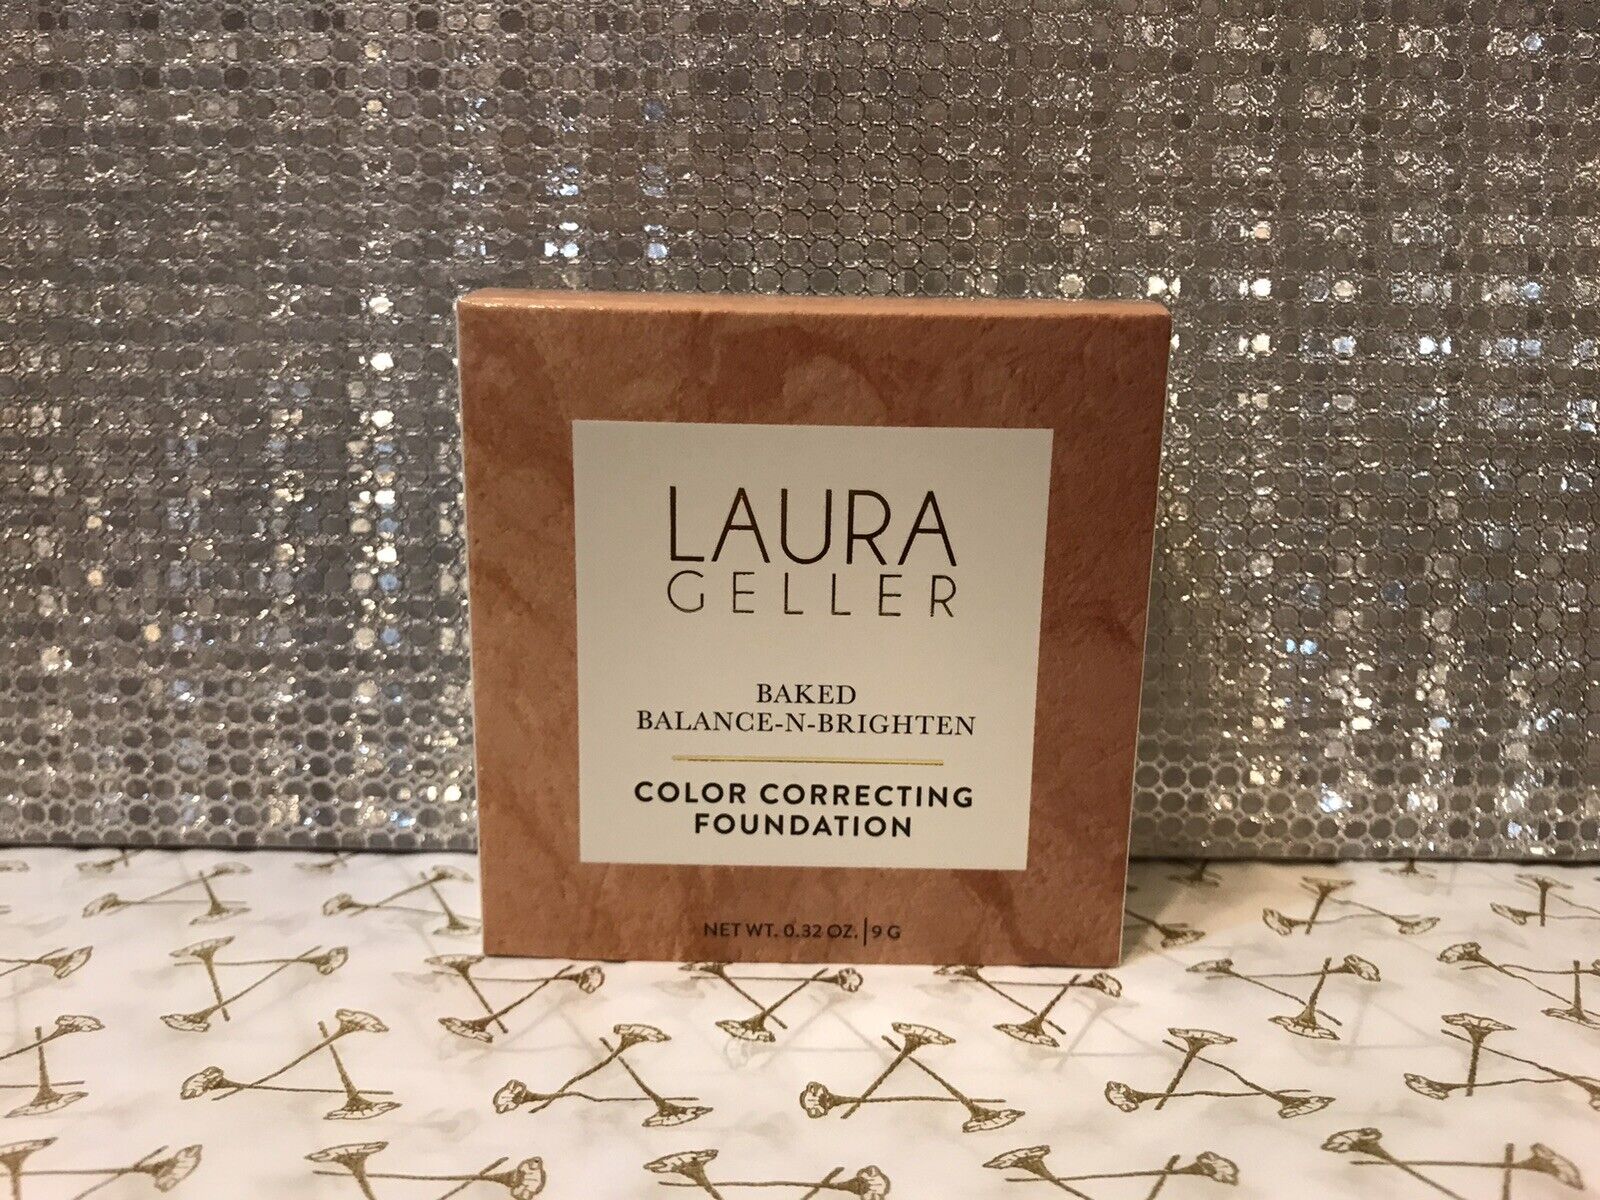 LAURA
GELLER
BAKED
BALANCE-N-BRIGHTEN
COLOR CORRECTING
FOUNDATION
NET WT. 0.32 OZ. | 9 G